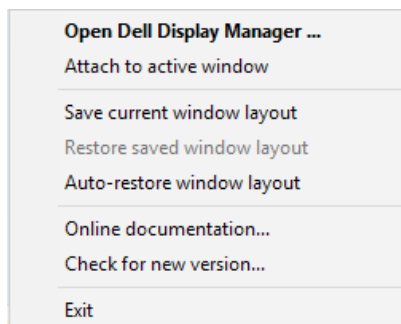 Open Dell Display Manager ...
Attach to active window
Save current window layout
Restore saved window layout
Auto-restore window layout
Online documentation...
Check for new version...
Exit